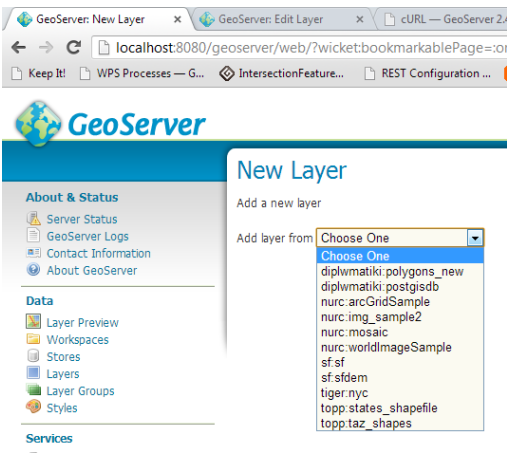 GeoServer: New Layer
GeoServer: Edit Layer
cURL — GeoServer 2.4
localhost:8080/geoserver/web/?wicket:bookmarkablePage=:or
Keep It!
WPS Processes — G...
IntersectionFeature...
REST Configuration ...
GeoServer
New Layer
Add a new layer
Add layer from Choose One
Choose One
diplwmatiki:polygons_new
diplwmatiki:postgisdb
nurc:arcGridSample
nurc:img_sample2
nurc:mosaic
nurc:worldImageSample
sf:sf
sf:sfdem
tiger:nyc
topp:states_shapefile
topp:taz_shapes
About & Status
Server Status
GeoServer Logs
Contact Information
About GeoServer
Data
Layer Preview
Workspaces
Stores
Layers
Layer Groups
Styles
Services